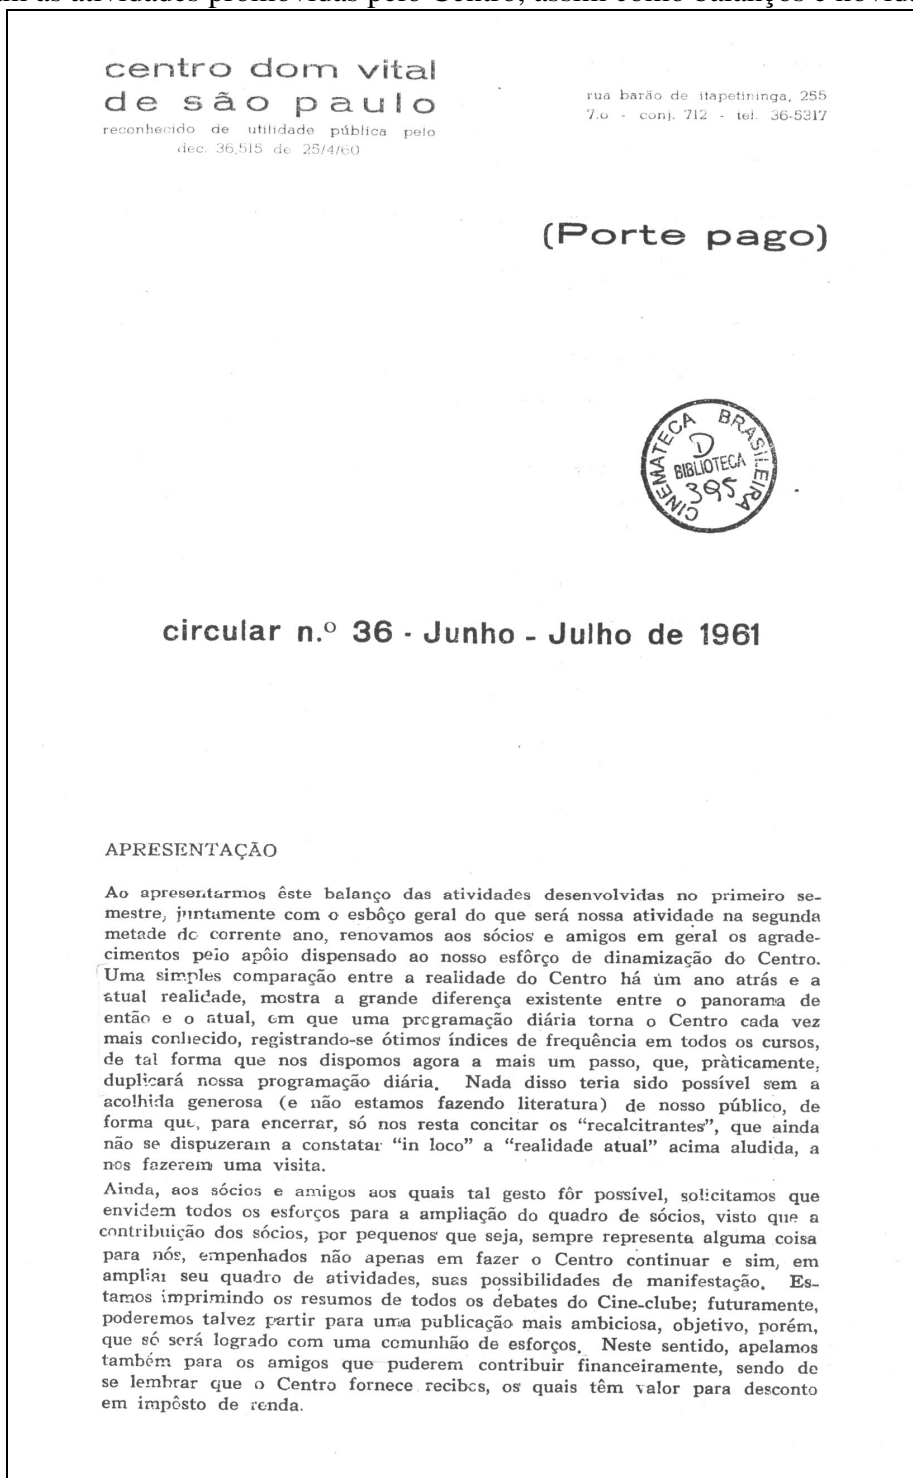 as atividades promovidas pelo Centro, assim como balanços e
centro dom vital
de são paulo
reconhecido de utilidade pública pelo
dec. 36,515 de 25/4/60
rua barão de itapetininga, 255
7.o - conj. 712 - tel. 36-5317
(Porte pago)
CINEMATECA BRASILEIRA
D
BIBLIOTECA
395
circular n.º 36 - Junho - Julho de 1961
APRESENTAÇÃO
Ao apresentarmos êste balanço das atividades desenvolvidas no primeiro se-
mestre, juntamente com o esbôço geral do que será nossa atividade na segunda
metade do corrente ano, renovamos aos sócios e amigos em geral os agrade-
cimentos pelo apôio dispensado ao nosso esfôrço de dinamização do Centro.
Uma simples comparação entre a realidade do Centro há um ano atrás e a
atual realidade, mostra a grande diferença existente entre o panorama de
então e o atual, em que uma programação diária torna o Centro cada vez
mais conhecido, registrando-se ótimos índices de frequência em todos os cursos,
de tal forma que nos dispomos agora a mais um passo, que, pràticamente,
duplicará nossa programação diária. Nada disso teria sido possível sem a
acolhida generosa (e não estamos fazendo literatura) de nosso público, de
forma que, para encerrar, só nos resta concitar os "recalcitrantes", que ainda
não se dispuzeram a constatar "in loco" a "realidade atual" acima aludida, a
nos fazerem uma visita.
Ainda, aos sócios e amigos aos quais tal gesto fôr possível, solicitamos que
envidem todos os esforços para a ampliação do quadro de sócios, visto que a
contribuição dos sócios, por pequenos que seja, sempre representa alguma coisa
para nós, empenhados não apenas em fazer o Centro continuar e sim, em
ampliar seu quadro de atividades, suas possibilidades de manifestação. Es-
tamos imprimindo os resumos de todos os debates do Cine-clube; futuramente,
poderemos talvez partir para uma publicação mais ambiciosa, objetivo, porém,
que só será logrado com uma comunhão de esforços. Neste sentido, apelamos
também para os amigos que puderem contribuir financeiramente, sendo de
se lembrar que o Centro fornece recibos, os quais têm valor para desconto
em impôsto de renda.